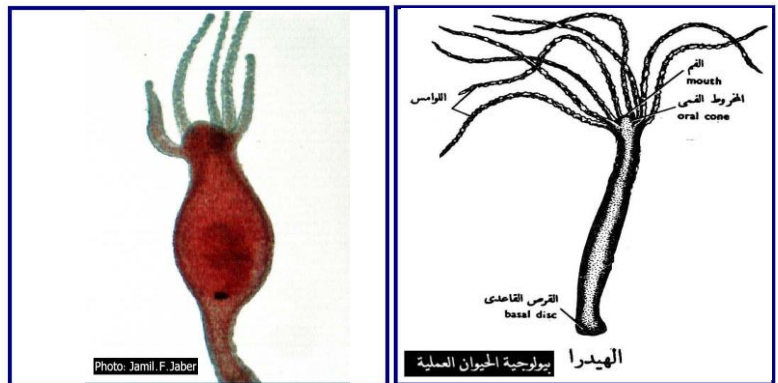 Photo: Jamil.F.Jaber
الفم
mouth
المخروط الفمى
oral cone
اللوامس
القرص القاعدى
basal disc
الهيدرا
بيولوجية الحيوان العملية